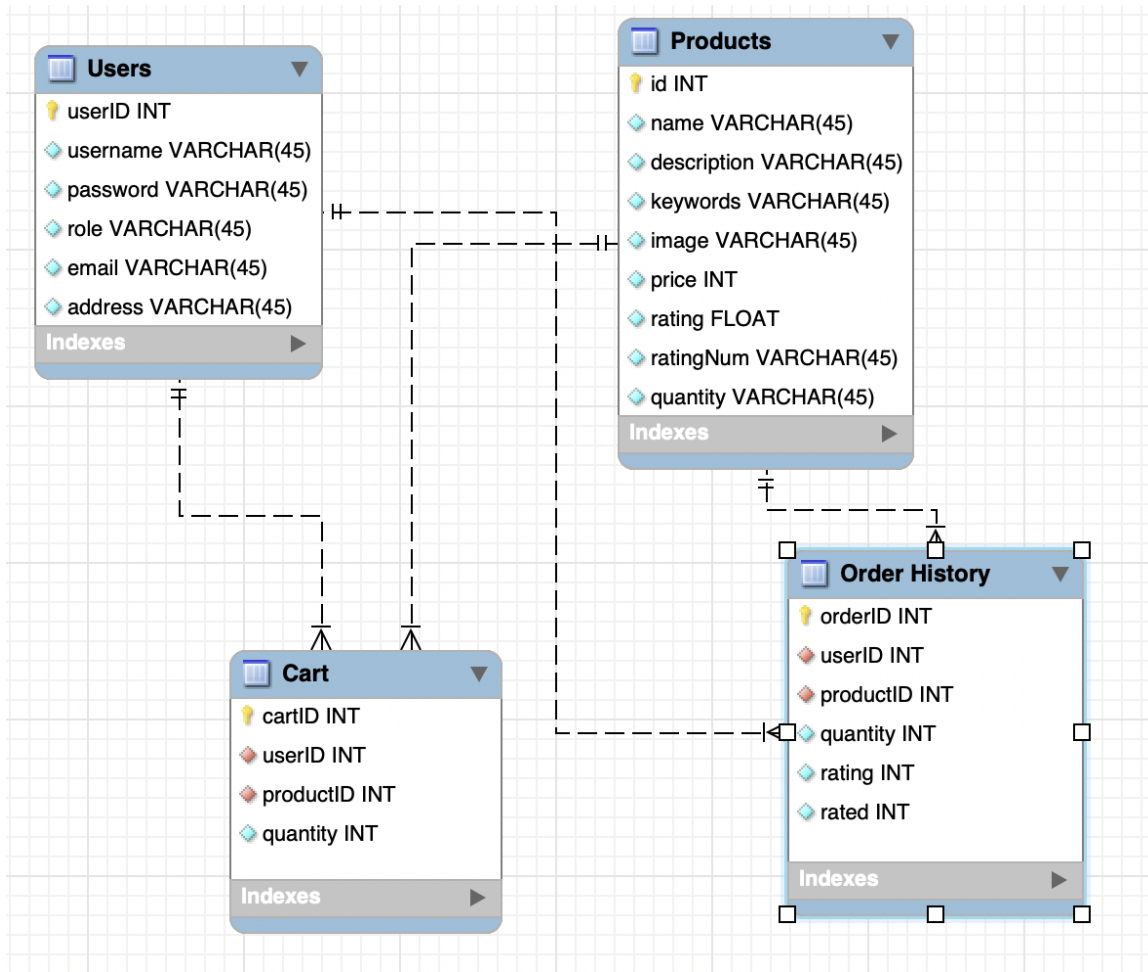 Users
userID INT
username VARCHAR(45)
password VARCHAR(45)
role VARCHAR(45)
email VARCHAR(45)
address VARCHAR(45)
Indexes
Products
id INT
name VARCHAR(45)
description VARCHAR(45)
keywords VARCHAR(45)
image VARCHAR(45)
price INT
rating FLOAT
ratingNum VARCHAR(45)
quantity VARCHAR(45)
Indexes
Cart
cartID INT
userID INT
productID INT
quantity INT
Indexes
Order History
orderID INT
userID INT
productID INT
quantity INT
rating INT
rated INT
Indexes